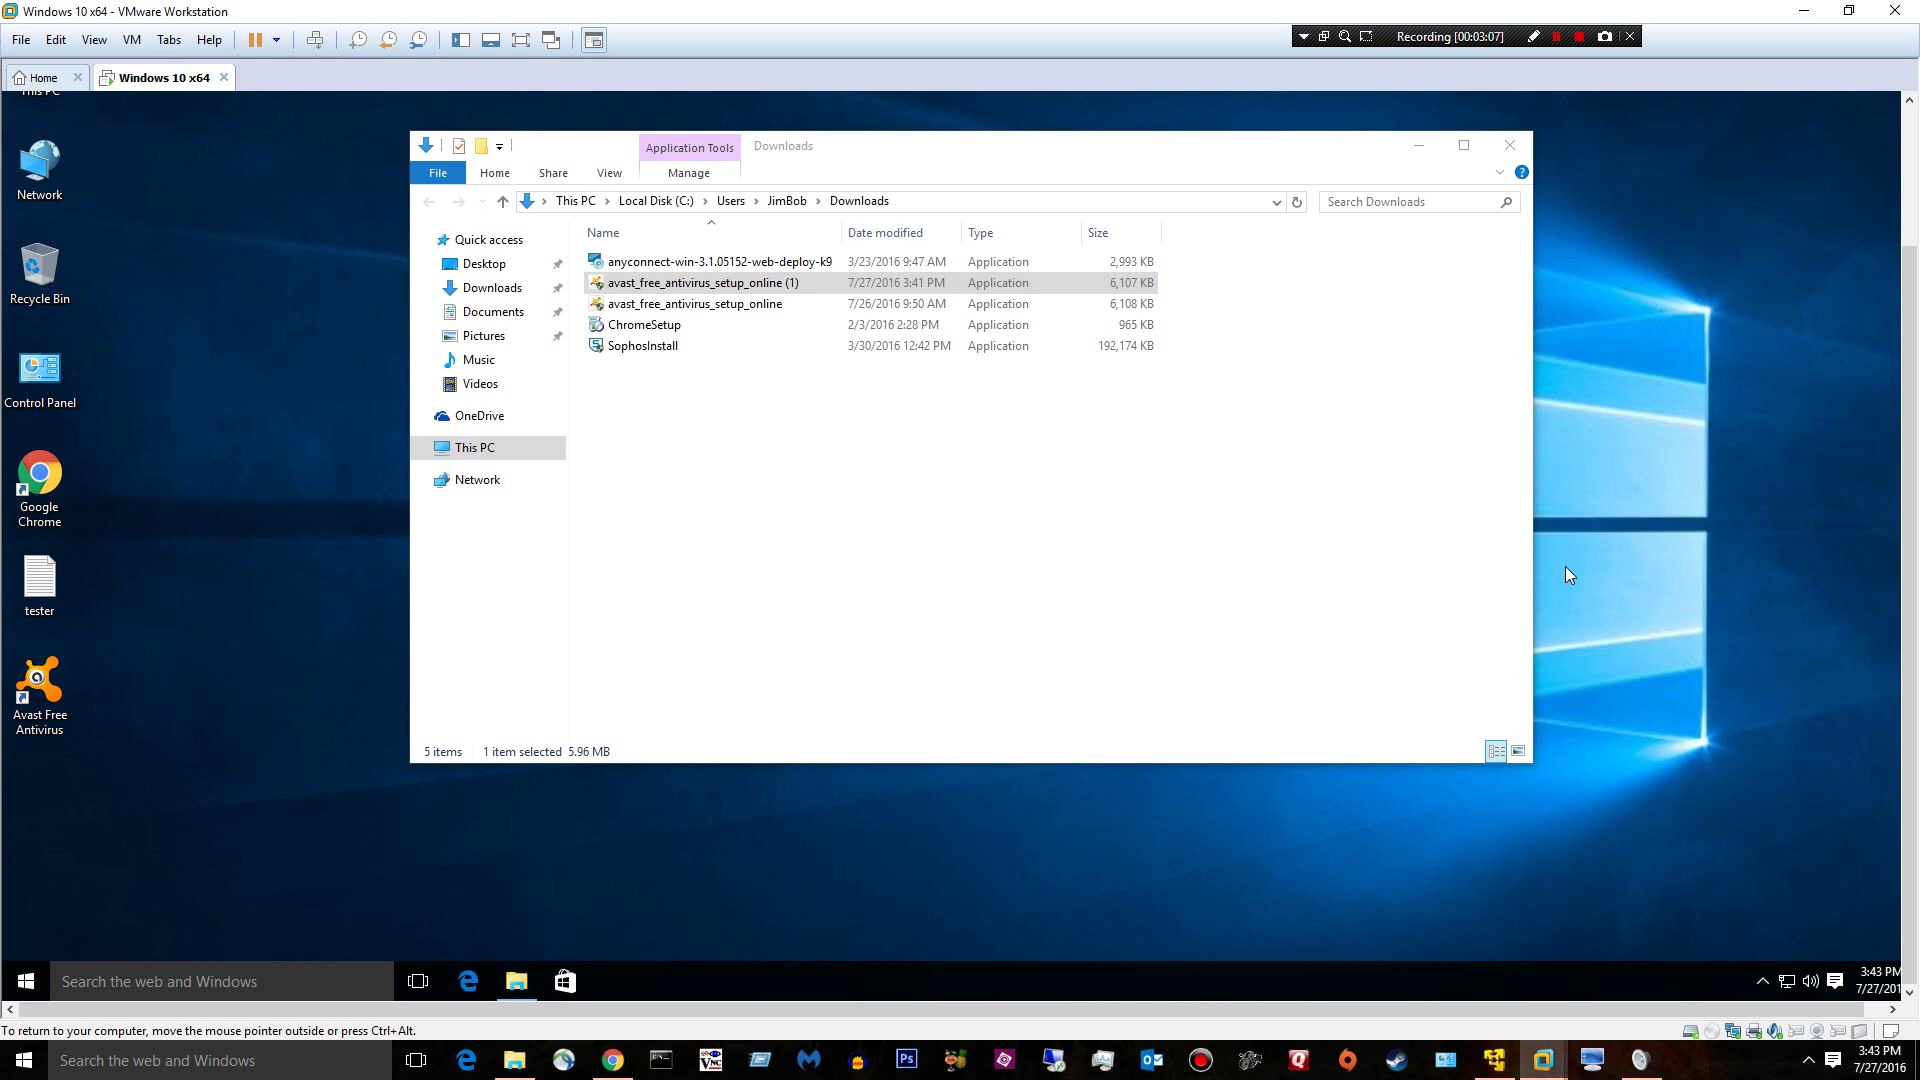 Windows 10 x64 - VMware Workstation
File Edit View VM Tabs Help
Recording [00:03:07]
Home
Windows 10 x64
This PC
Network
Recycle Bin
Control Panel
Google
Chrome
tester
Avast Free
Antivirus
Application Tools Downloads
File Home Share View Manage
This PC Local Disk (C:) Users JimBob Downloads
Search Downloads
Quick access
Desktop
Downloads
Documents
Pictures
Music
Videos
OneDrive
This PC
Network
Name Date modified Type Size
anyconnect-win-3.1.05152-web-deploy-k9 3/23/2016 9:47 AM Application 2,993 KB
avast_free_antivirus_setup_online (1) 7/27/2016 3:41 PM Application 6,107 KB
avast_free_antivirus_setup_online 7/26/2016 9:50 AM Application 6,108 KB
ChromeSetup 2/3/2016 2:28 PM Application 965 KB
SophosInstall 3/30/2016 12:42 PM Application 192,174 KB
5 items 1 item selected 5.96 MB
Search the web and Windows
3:43 PM
7/27/201
To return to your computer, move the mouse pointer outside or press Ctrl+Alt.
Search the web and Windows
Ps
3:43 PM
7/27/2016